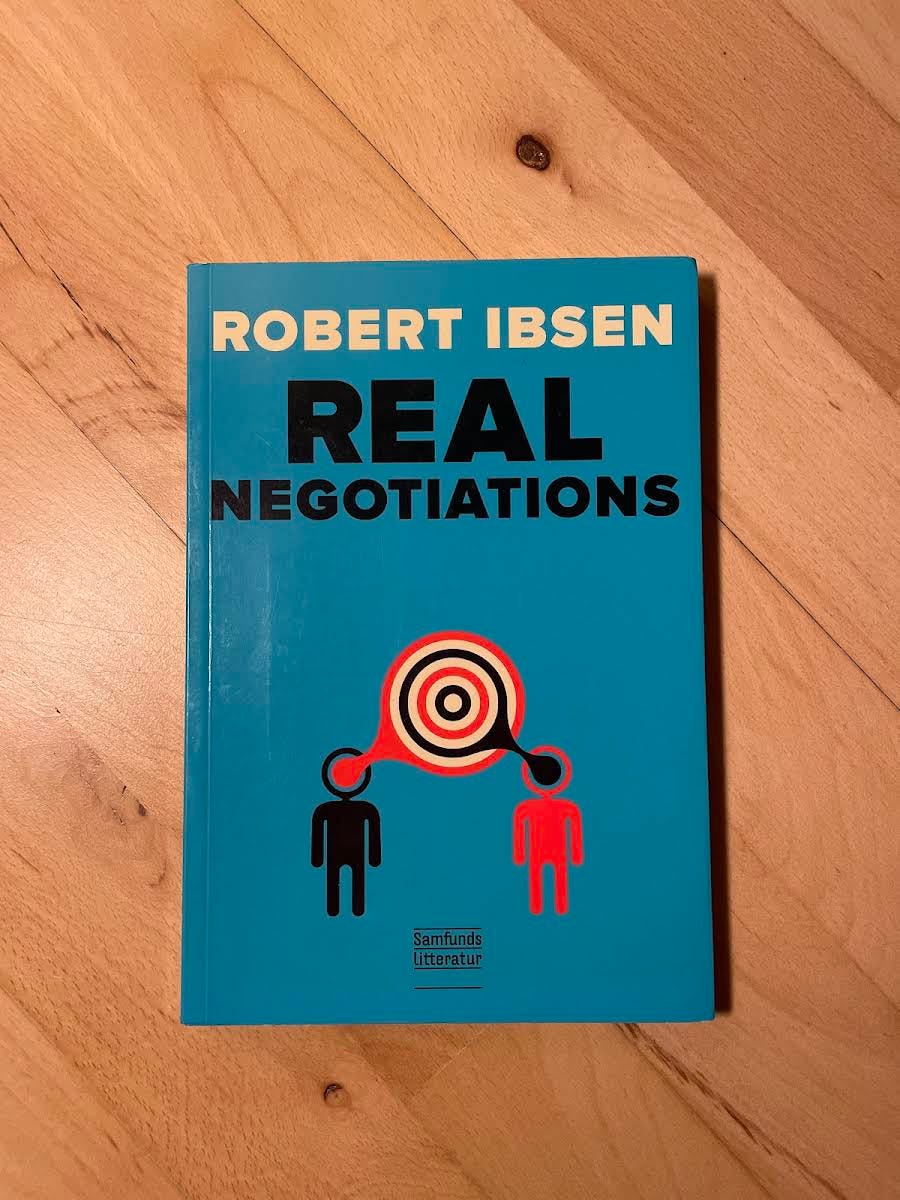 ROBERT IBSEN
REAL
NEGOTIATIONS
Samfunds
litteratur